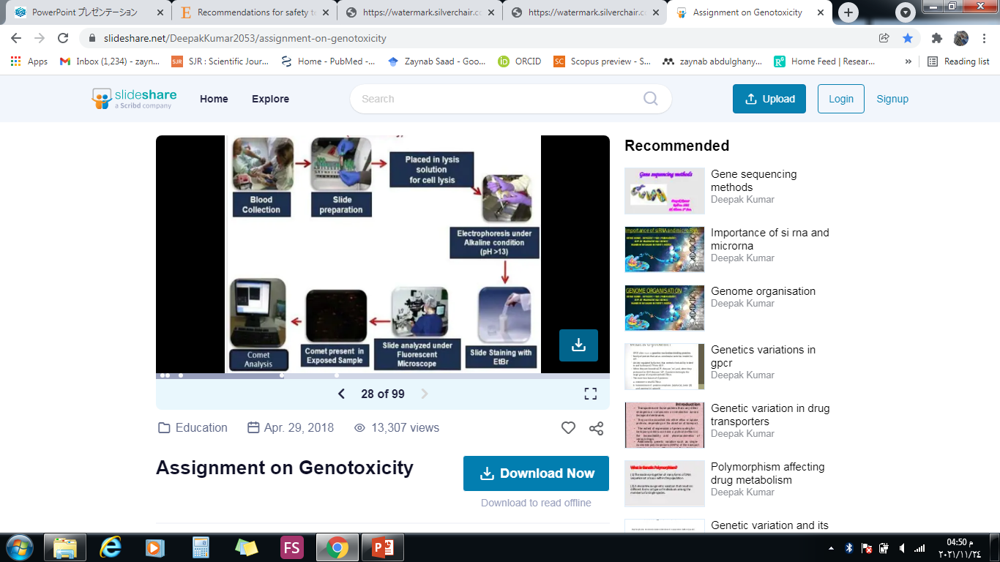 PowerPoint プレゼンテーション
Recommendations for safety t
https://watermark.silverchair.c
https://watermark.silverchair.c
Assignment on Genotoxicity
slideshare.net/DeepakKumar2053/assignment-on-genotoxicity
Apps
Inbox (1,234) - zayn...
SJR : Scientific Jour...
Home - PubMed -...
Zaynab Saad - Goo...
ORCID
Scopus preview - S...
zaynab abdulghany...
Home Feed | Resear...
»
Reading list
slideshare
a Scribd company
Home
Explore
Search
Upload
Login
Signup
Blood
Collection
Slide
preparation
Placed in lysis
solution
for cell lysis
Electrophoresis under
Alkaline condition
(pH >13)
Comet
Analysis
Comet present in
Exposed Sample
Slide analyzed under
Fluorescent
Microscope
Slide Staining with
EtBr
28 of 99
Education
Apr. 29, 2018
13,307 views
Assignment on Genotoxicity
Download Now
Download to read offline
Recommended
Gene sequencing methods
Gene sequencing
methods
Deepak Kumar
GENOME ORGANISATION
Importance of si rna and
microrna
Deepak Kumar
Genome organisation
Deepak Kumar
Genetics variations in
gpcr
Deepak Kumar
Introduction
Genetic variation in drug
transporters
Deepak Kumar
What is Genetic Polymorphism?
Polymorphism affecting
drug metabolism
Deepak Kumar
Genetic variation and its
FS
04:50 م
٢٠٢١/١١/٢٤